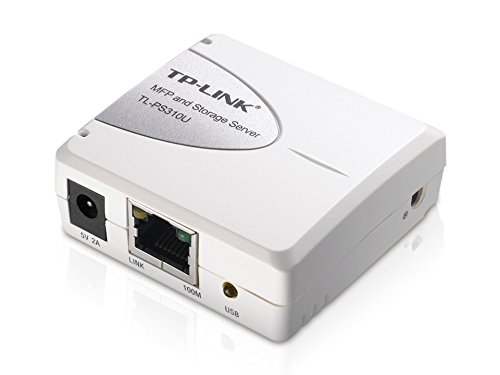 TP-LINK®
MFP and Storage Server
TL-PS310U
5V 2A
LINK
100M
USB